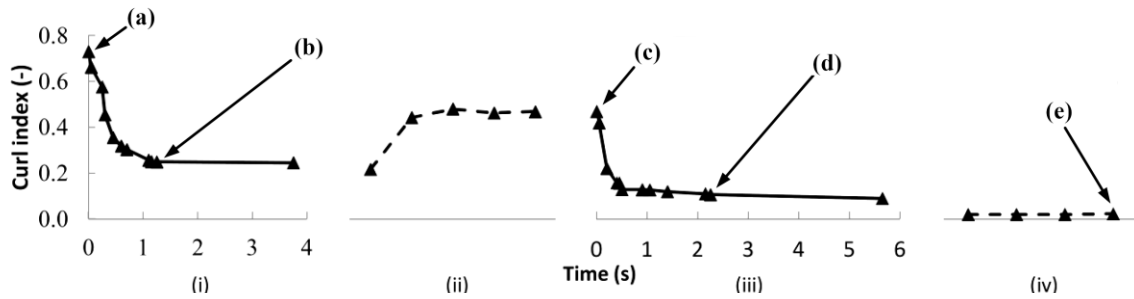 Curl index (-)
0.8
0.6
0.4
0.2
0.0
(a)
(b)
(c)
(d)
(e)
0 1 2 3 4
0 1 2 3 4 5 6
Time (s)
(i) (ii) (iii) (iv)